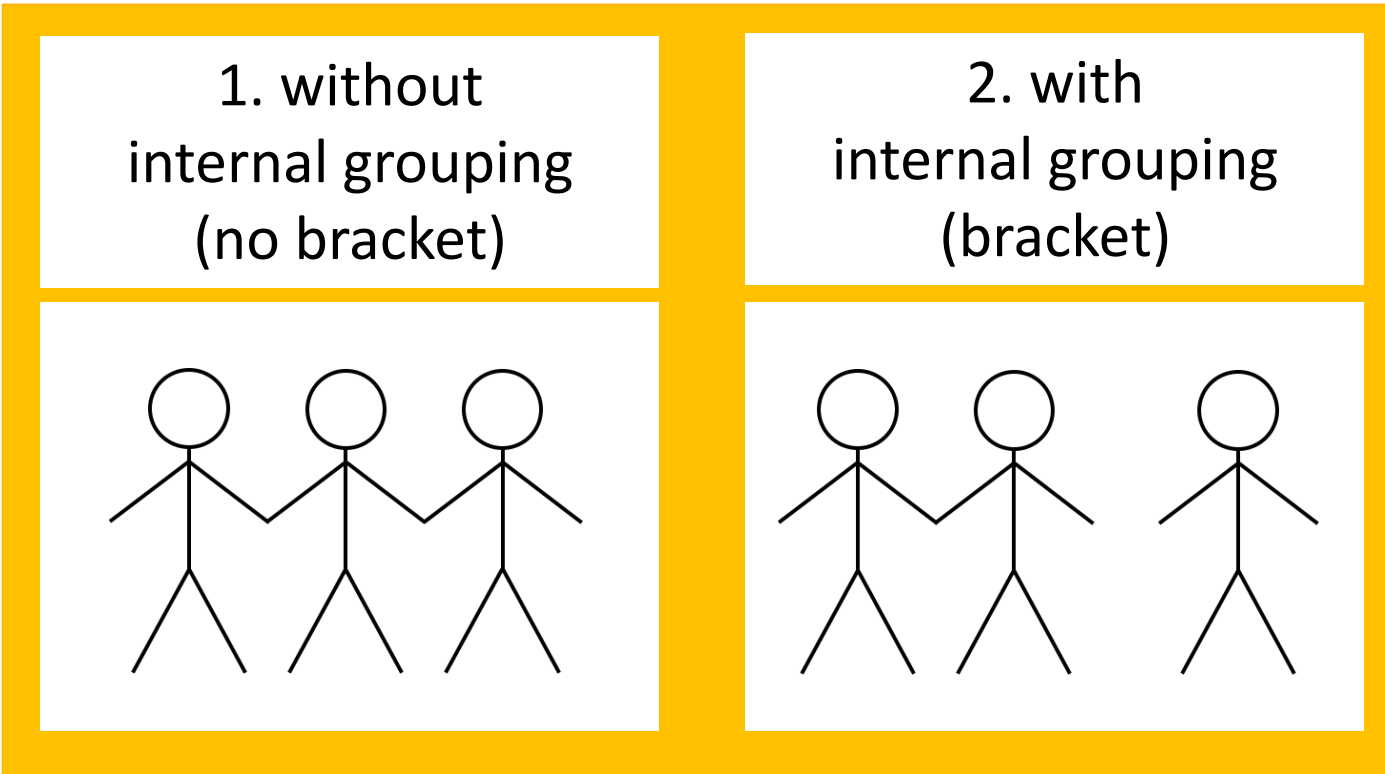 1. without
internal grouping
(no bracket)
2. with
internal grouping
(bracket)